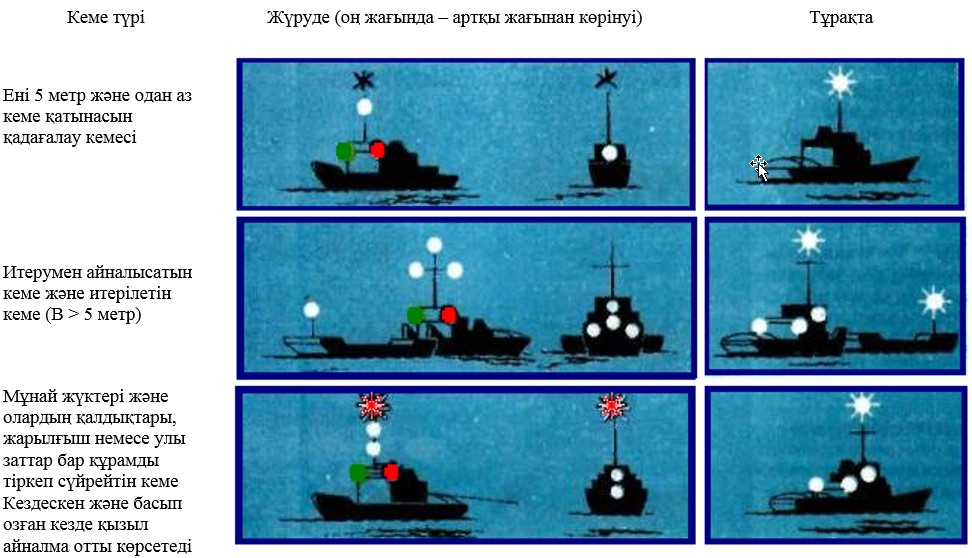 Кеме түрі
Жүруде (оң жағында – артқы жағынан көрінуі)
Тұрақта
Ені 5 метр және одан аз
кеме қатынасын
қадағалау кемесі
Итерумен айналысатын
кеме және итерілетін
кеме (B > 5 метр)
Мұнай жүктері және
олардың қалдықтары,
жарылғыш немесе улы
заттар бар құрамды
тіркеп сүйрейтін кеме
Кездескен және басып
озған кезде қызыл
айналма отты көрсетеді